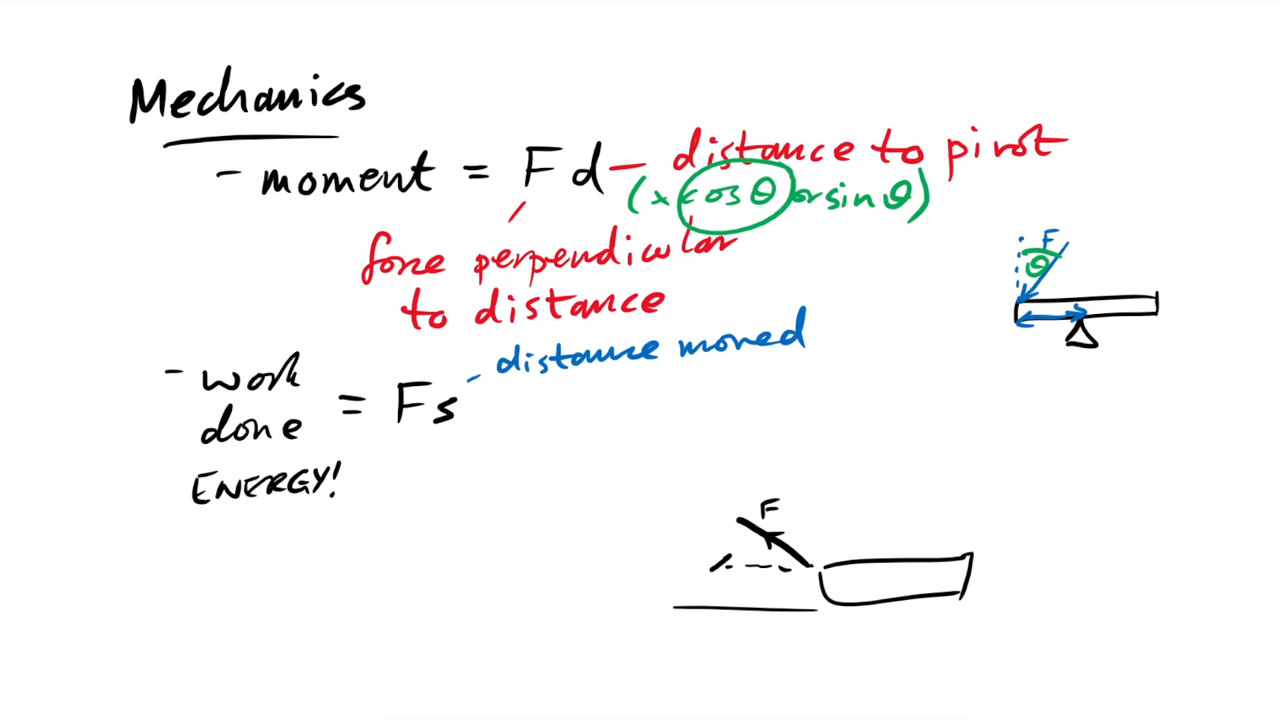 Mechanics
- moment = Fd - distance to pivot
(x cos θ or sin θ)
force perpendicular
to distance
F
θ
- distance moved
- work
done = Fs
ENERGY!
F